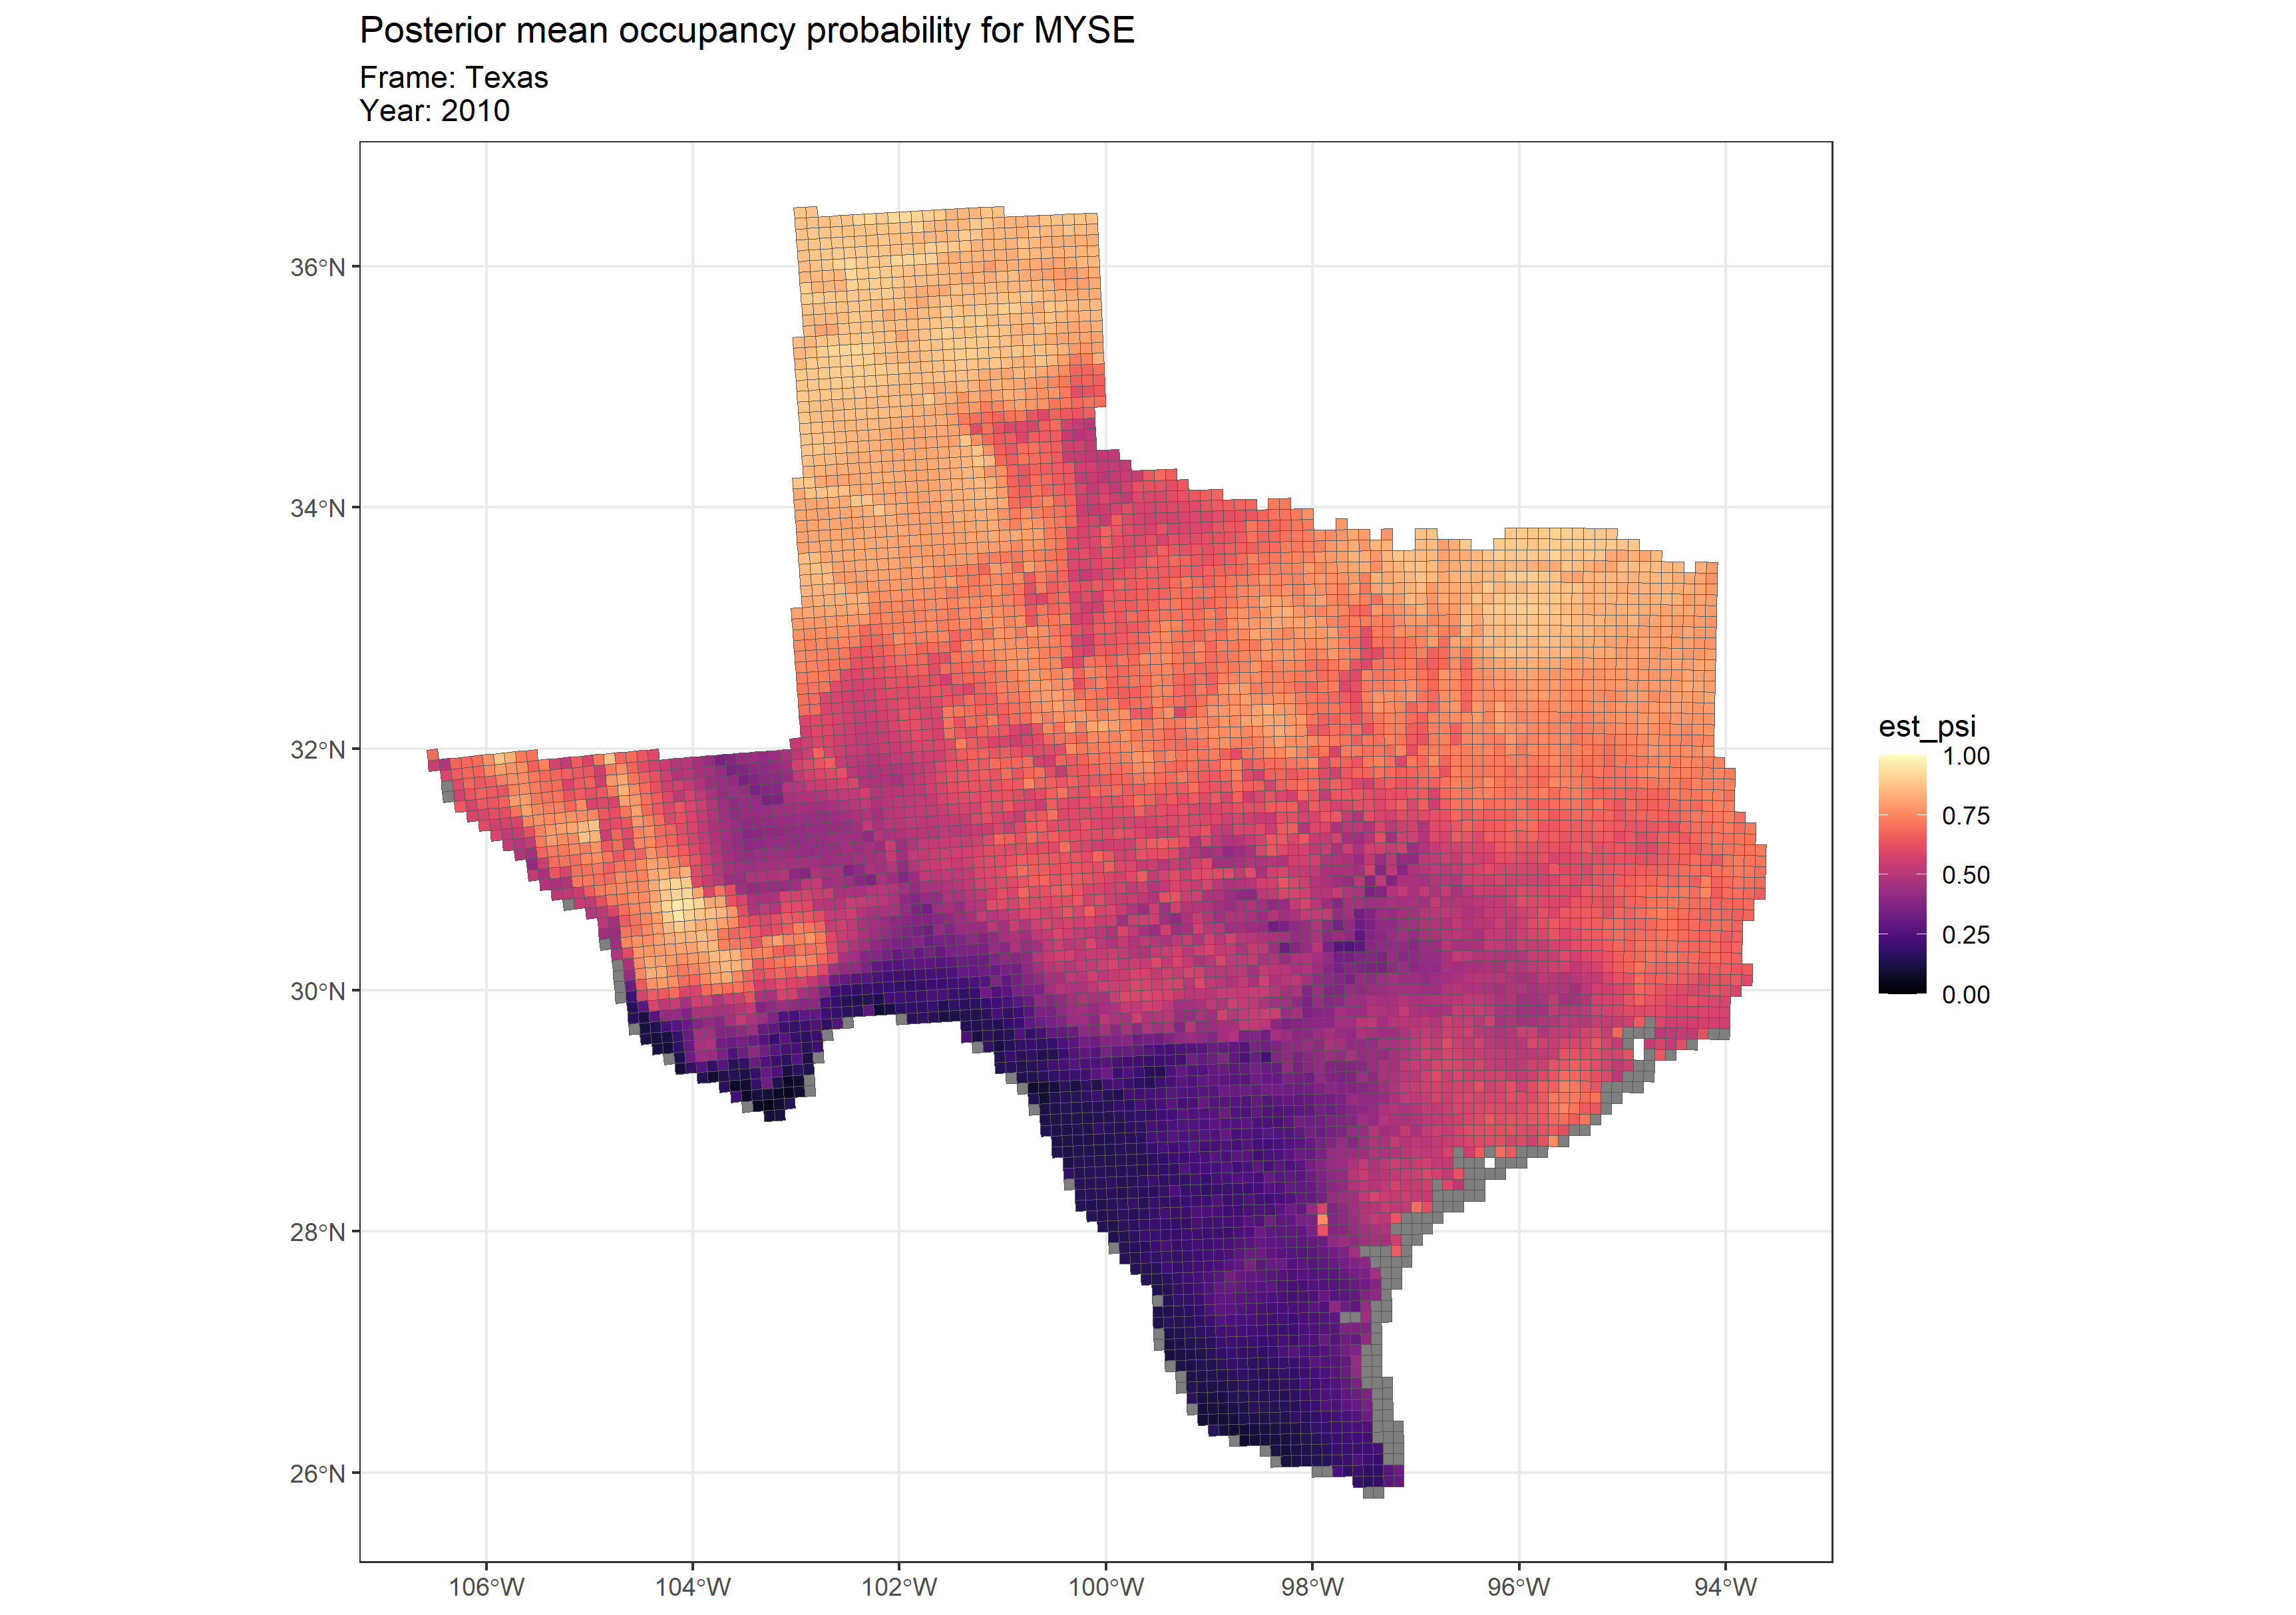 Posterior mean occupancy probability for MYSE
Frame: Texas
Year: 2010
36°N
34°N
32°N
30°N
28°N
26°N
106°W
104°W
102°W
100°W
98°W
96°W
94°W
est_psi
1.00
0.75
0.50
0.25
0.00